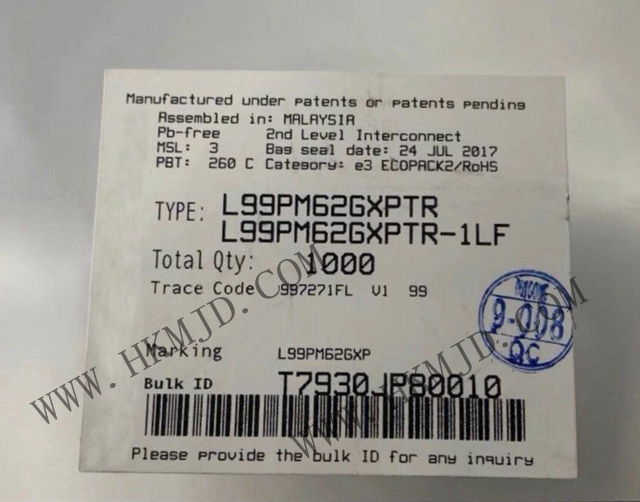 Manufactured under patents or patents pending
Assembled in: MALAYSIA
Pb-free 2nd Level Interconnect
MSL: 3 Bag seal date: 24 JUL 2017
PBT: 260 C Category: e3 ECOPACK2/RoHS
TYPE: L99PM62GXPTR
L99PM62GXPTR-1LF
Total Qty: 1000
Trace Code 997271FL V1 99
9-008
QC
Marking L99PM62GXP
Bulk ID T7930JP80010
Please provide the bulk ID for any inquiry
WWW.HKMJD.COM
WWW.HKMJD.COM